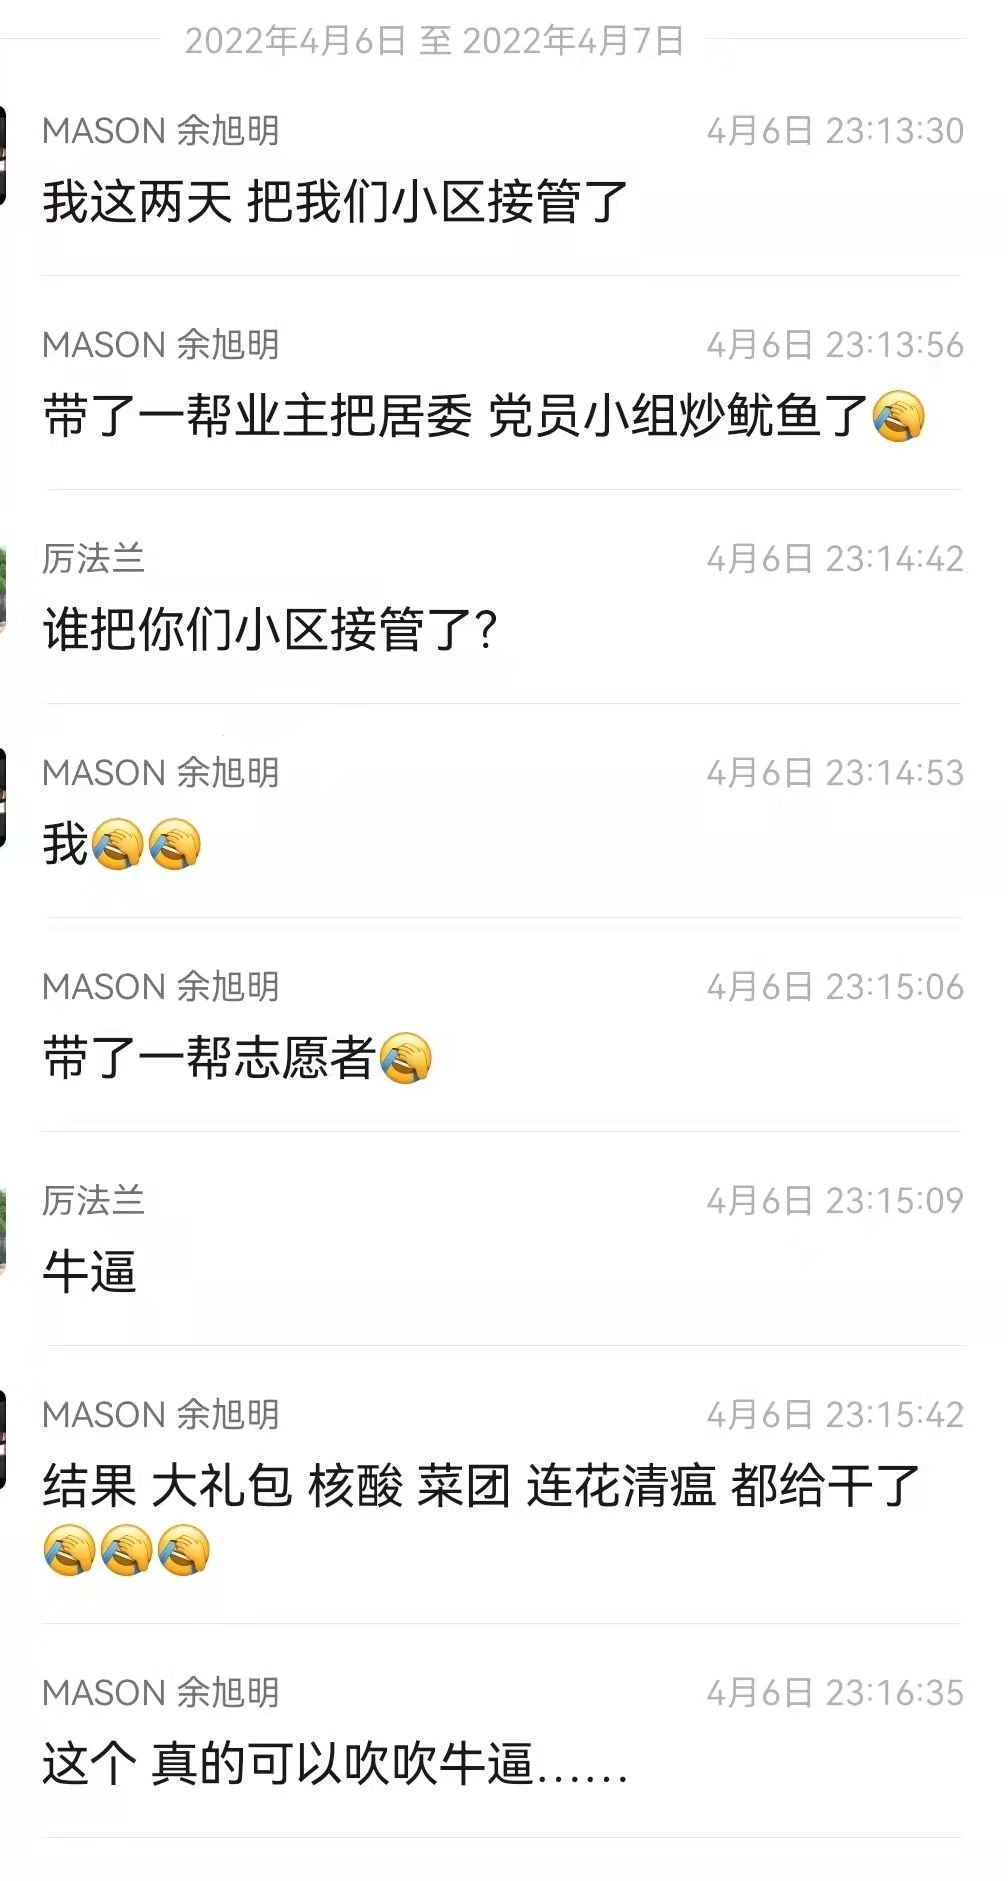 2022年4月6日 至 2022年4月7日
MASON 余旭明 4月6日 23:13:30
我这两天 把我们小区接管了
MASON 余旭明 4月6日 23:13:56
带了一帮业主把居委 党员小组炒鱿鱼了🤦
厉法兰 4月6日 23:14:42
谁把你们小区接管了?
MASON 余旭明 4月6日 23:14:53
我🤦🤦
MASON 余旭明 4月6日 23:15:06
带了一帮志愿者🤦
厉法兰 4月6日 23:15:09
牛逼
MASON 余旭明 4月6日 23:15:42
结果 大礼包 核酸 菜团 连花清瘟 都给干了
🤦🤦🤦
MASON 余旭明 4月6日 23:16:35
这个 真的可以吹吹牛逼……